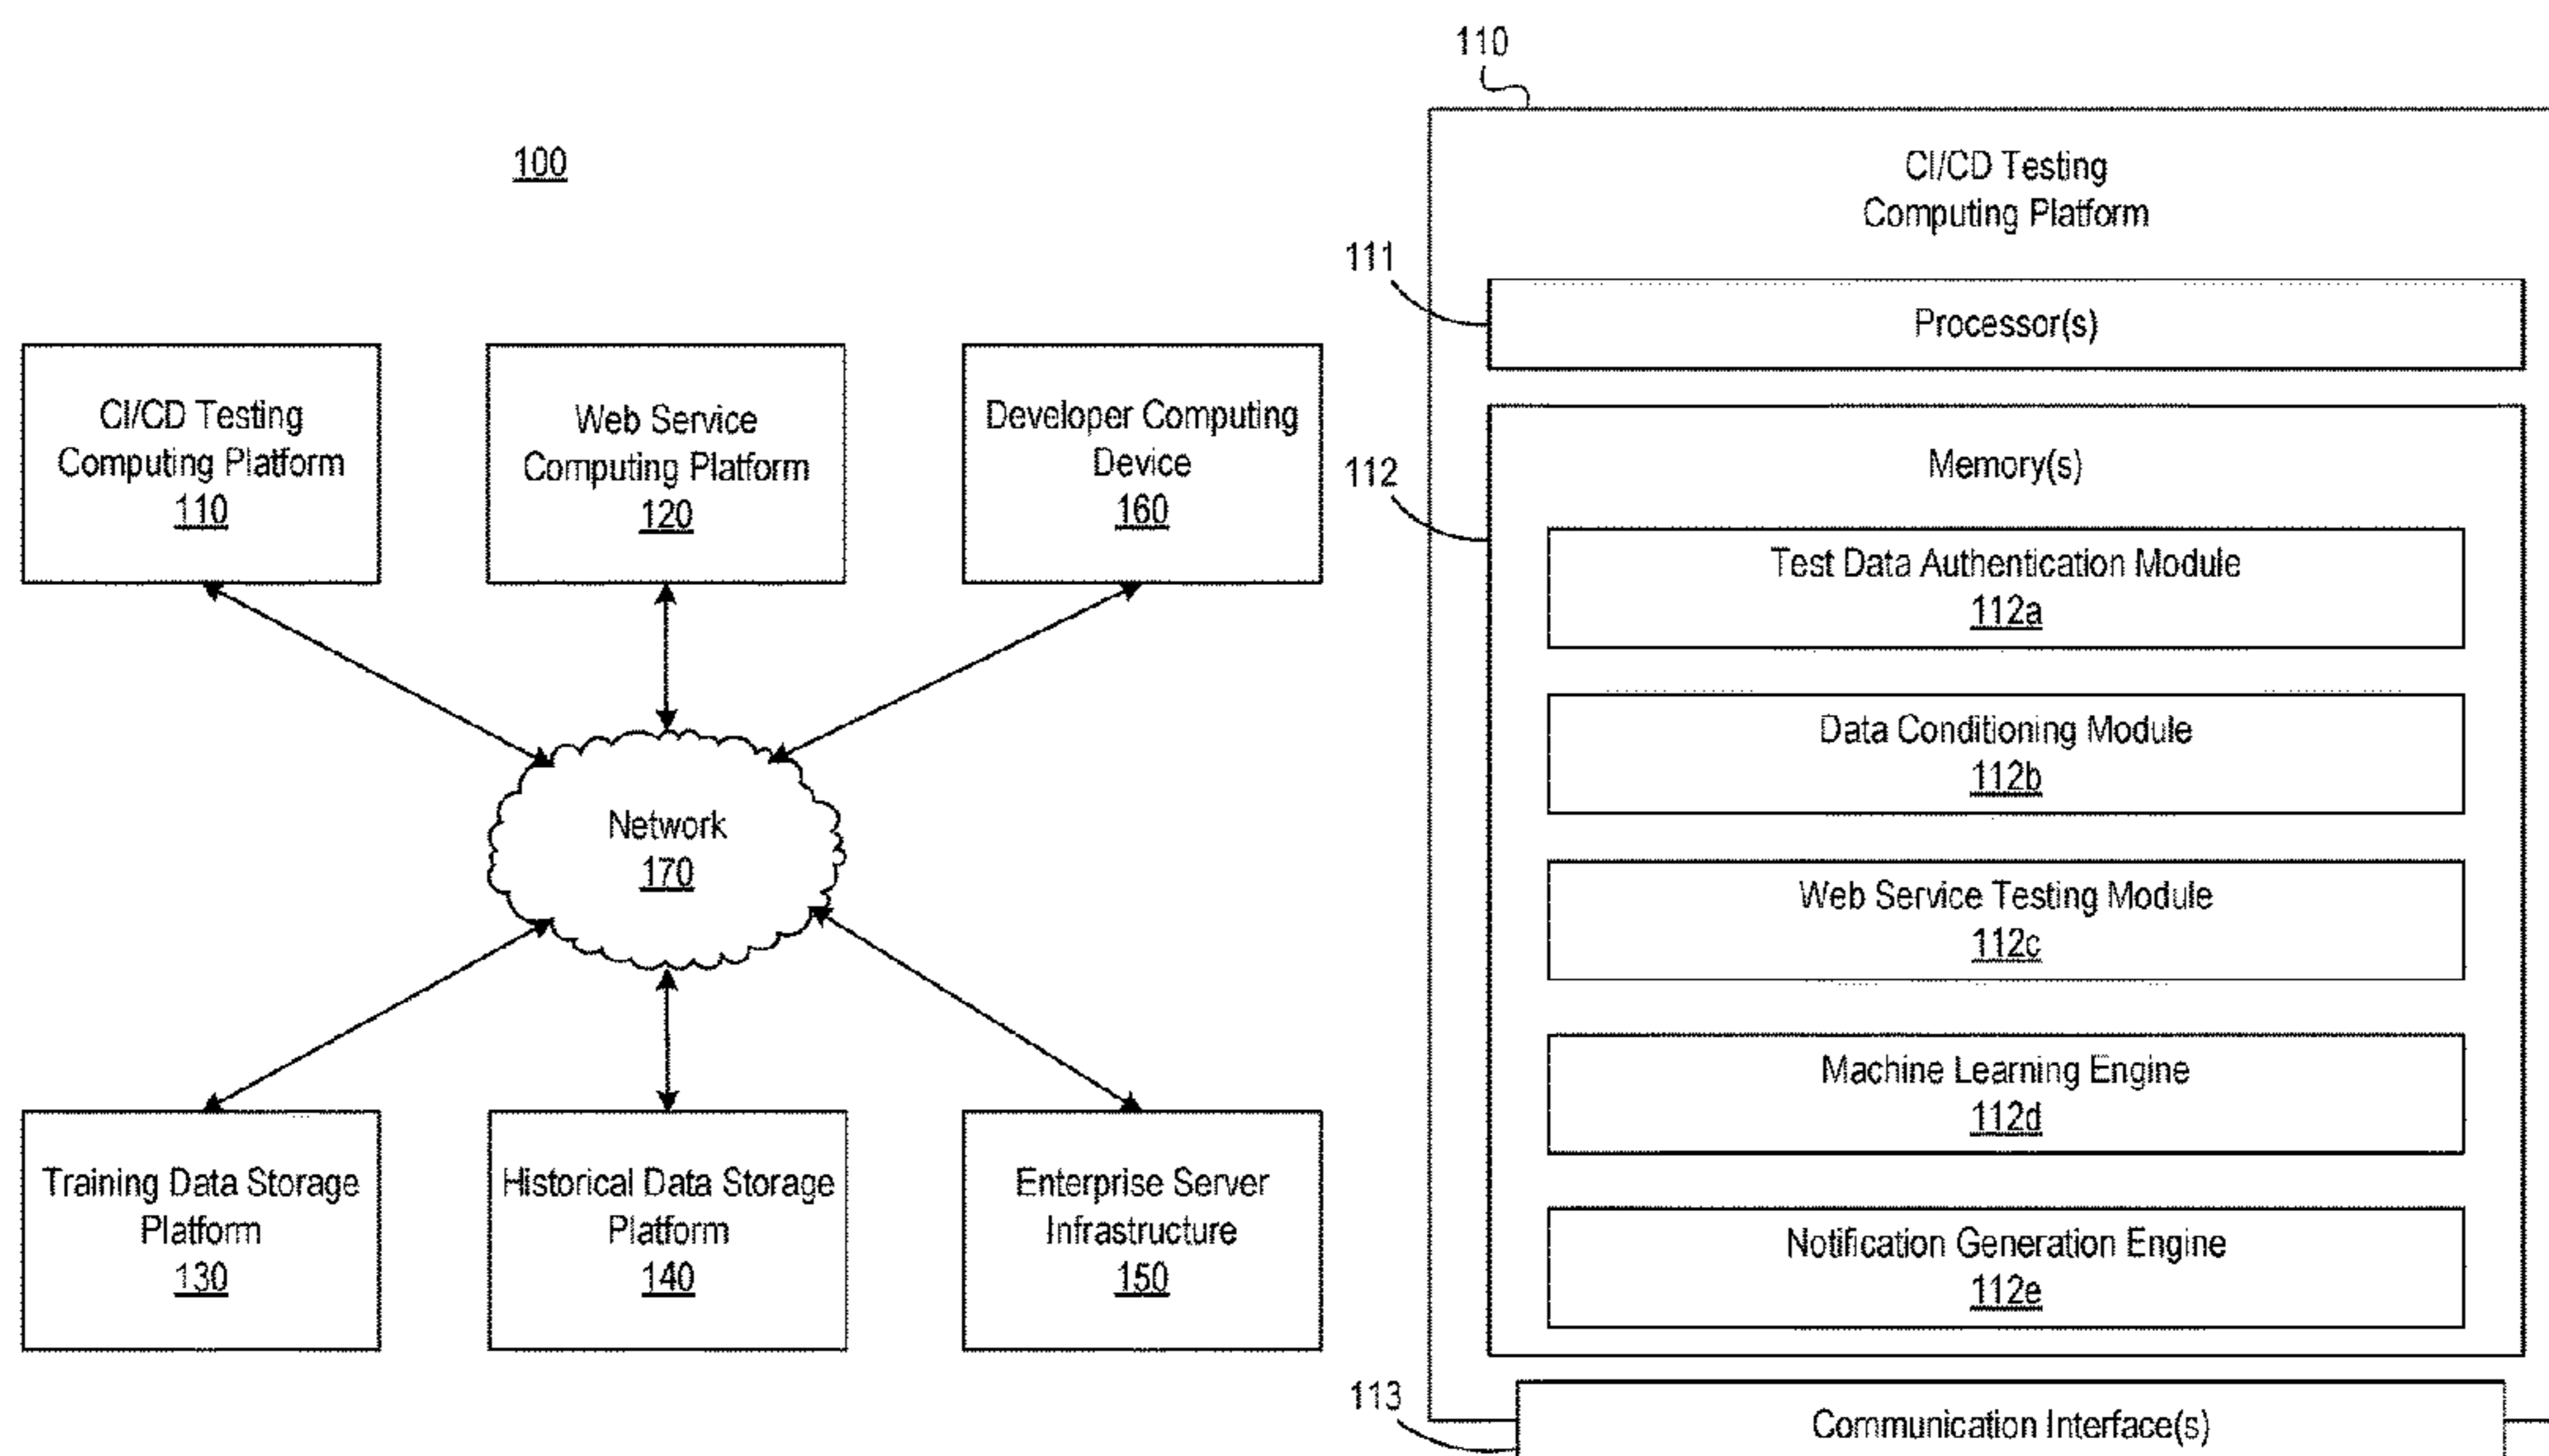 100
CI/CD Testing
Computing Platform
110
Web Service
Computing Platform
120
Developer Computing
Device
160
Network
170
Training Data Storage
Platform
130
Historical Data Storage
Platform
140
Enterprise Server
Infrastructure
150
110
CI/CD Testing
Computing Platform
111
Processor(s)
112
Memory(s)
Test Data Authentication Module
112a
Data Conditioning Module
112b
Web Service Testing Module
112c
Machine Learning Engine
112d
Notification Generation Engine
112e
113
Communication Interface(s)